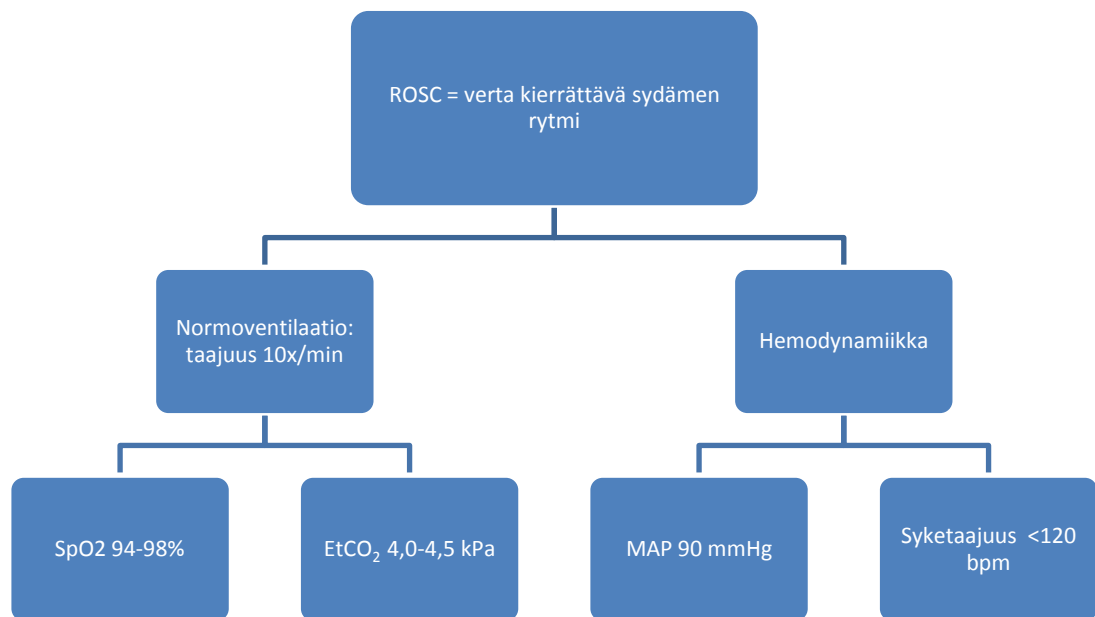 ROSC = verta kierrättävä sydämen
rytmi
Normoventilaatio:
taajuus 10x/min
Hemodynamiikka
SpO2 94-98%
EtCO₂ 4,0-4,5 kPa
MAP 90 mmHg
Syketaajuus <120
bpm